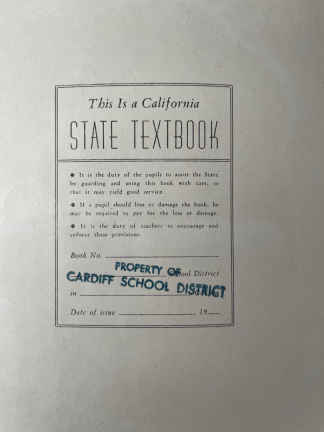 This Is a California
STATE TEXTBOOK
● It is the duty of the pupils to assist the State
by guarding and using this book with care, so
that it may yield good service.
● If a pupil should lose or damage the book, he
may be required to pay for the loss or damage.
● It is the duty of teachers to encourage and
enforce these provisions.
Book No.
PROPERTY OF
School District
CARDIFF SCHOOL DISTRICT
in
Date of issue 19